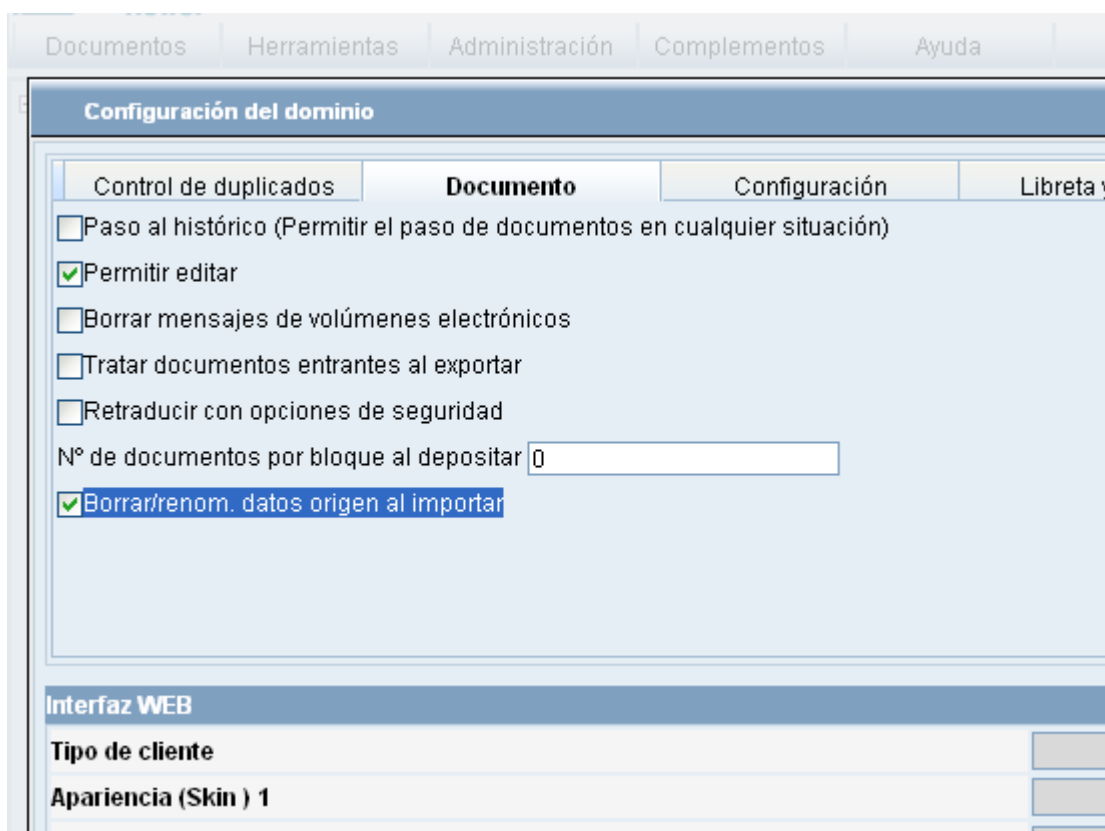 Documentos Herramientas Administración Complementos Ayuda
Configuración del dominio
Control de duplicados Documento Configuración Libreta
Paso al histórico (Permitir el paso de documentos en cualquier situación)
Permitir editar
Borrar mensajes de volúmenes electrónicos
Tratar documentos entrantes al exportar
Retraducir con opciones de seguridad
Nº de documentos por bloque al depositar 0
Borrar/renom. datos origen al importar
Interfaz WEB
Tipo de cliente
Apariencia (Skin ) 1